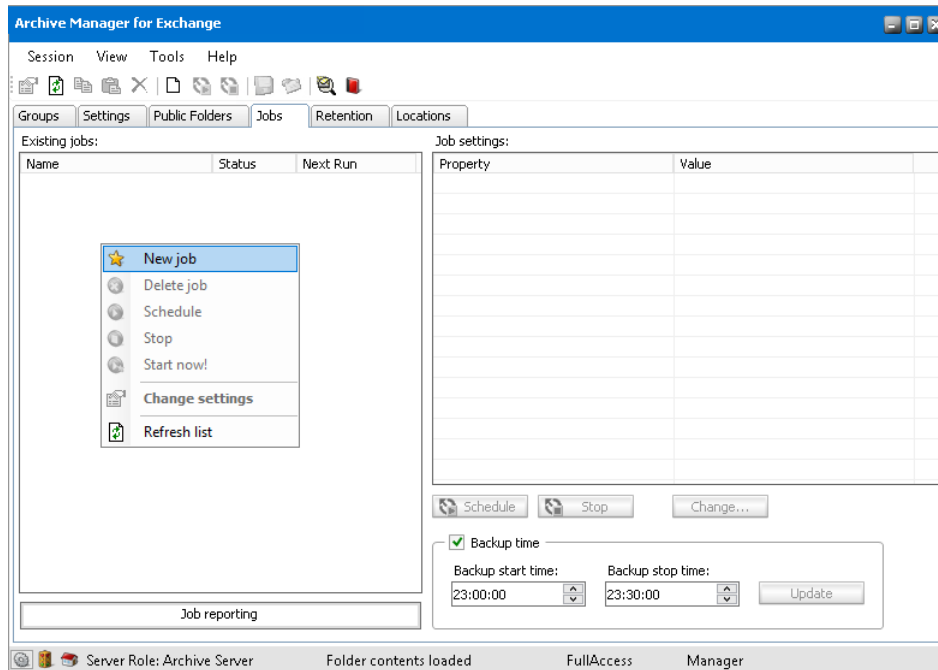 Archive Manager for Exchange
Session View Tools Help
Groups Settings Public Folders Jobs Retention Locations
Existing jobs: Job settings:
Name Status Next Run Property Value
New job
Delete job
Schedule
Stop
Start now!
Change settings
Refresh list
Schedule Stop Change...
Backup time
Backup start time: Backup stop time:
23:00:00 23:30:00 Update
Job reporting
Server Role: Archive Server Folder contents loaded FullAccess Manager